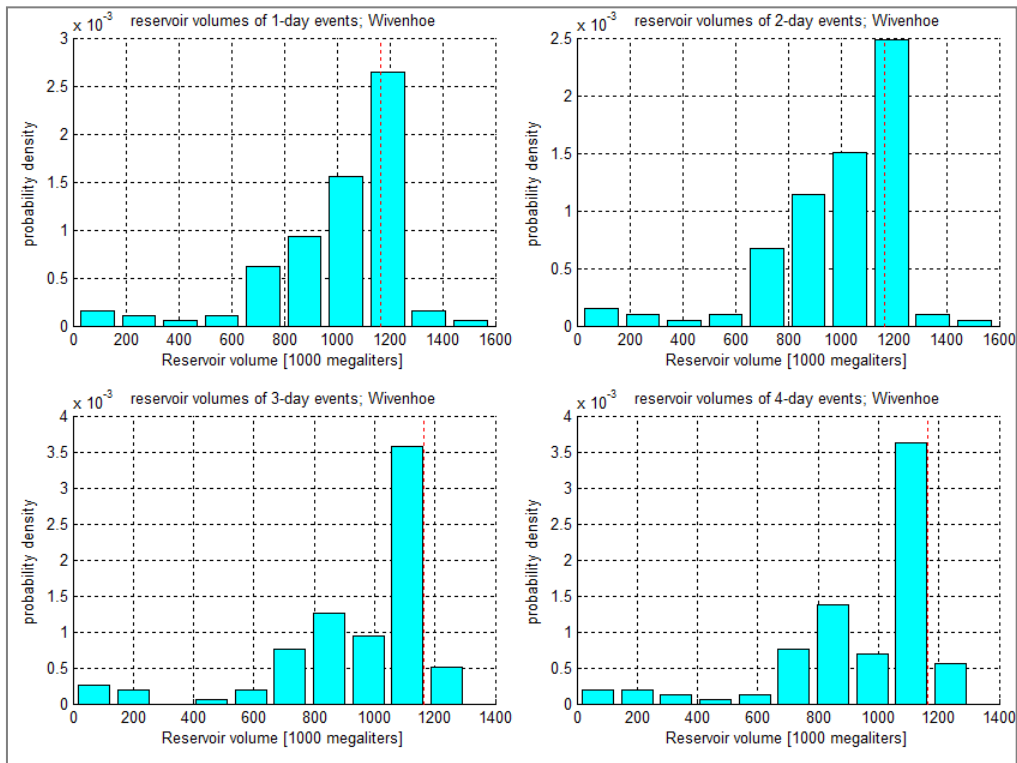 x 10^-3 reservoir volumes of 1-day events; Wivenhoe
3
2.5
2
1.5
1
0.5
0
probability density
0 200 400 600 800 1000 1200 1400 1600
Reservoir volume [1000 megaliters]
x 10^-3 reservoir volumes of 2-day events; Wivenhoe
2.5
2
1.5
1
0.5
0
probability density
0 200 400 600 800 1000 1200 1400 1600
Reservoir volume [1000 megaliters]
x 10^-3 reservoir volumes of 3-day events; Wivenhoe
4
3.5
3
2.5
2
1.5
1
0.5
0
probability density
0 200 400 600 800 1000 1200 1400
Reservoir volume [1000 megaliters]
x 10^-3 reservoir volumes of 4-day events; Wivenhoe
4
3.5
3
2.5
2
1.5
1
0.5
0
probability density
0 200 400 600 800 1000 1200 1400
Reservoir volume [1000 megaliters]